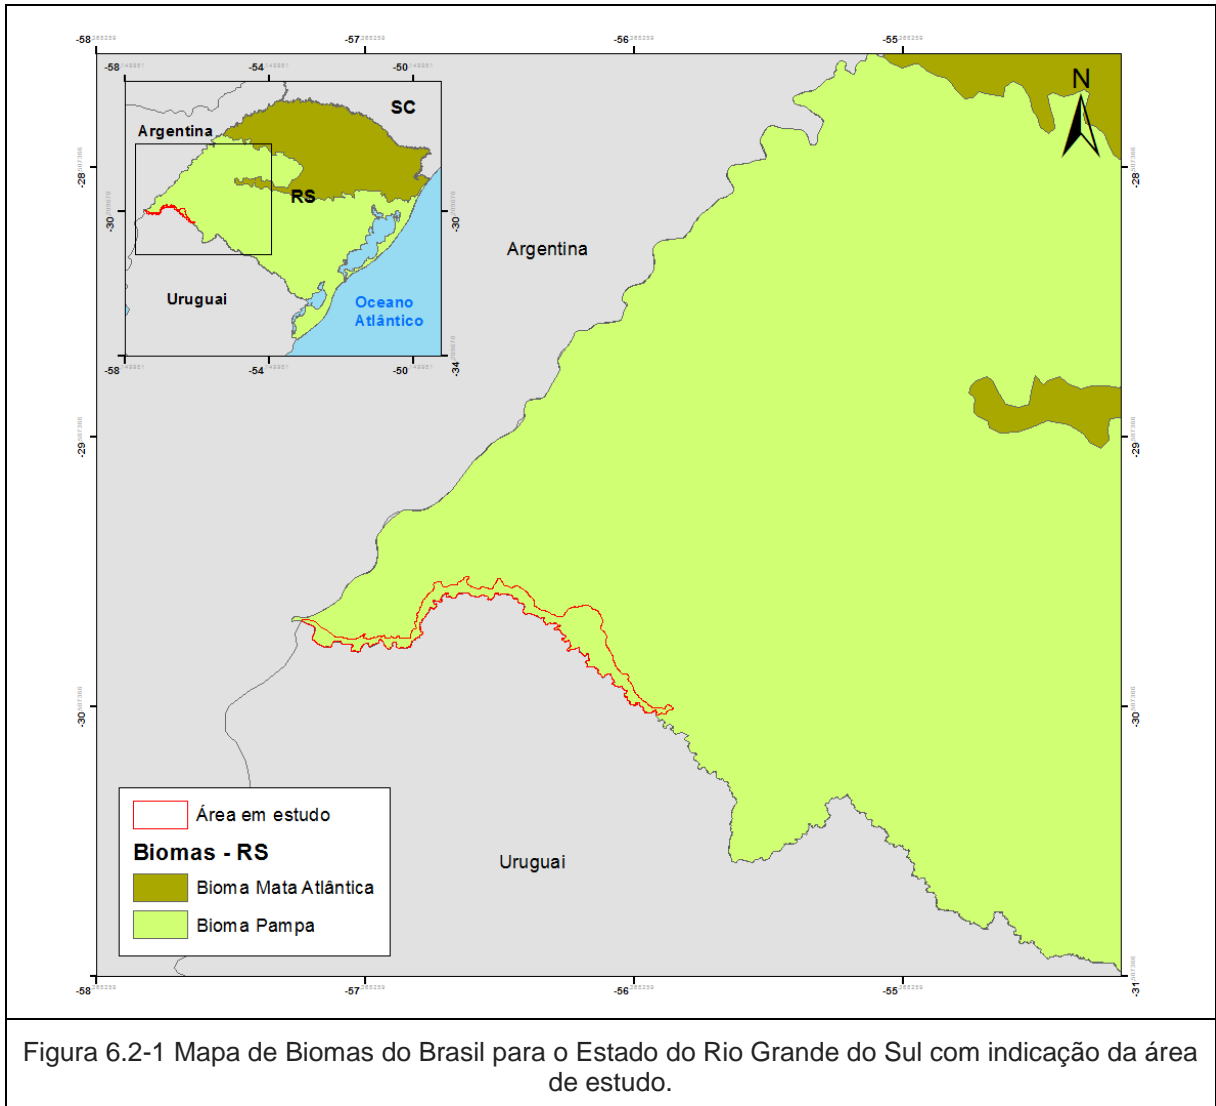 -58 -57 -56 -55
-58 -54 -50
SC
Argentina
RS
Uruguai
Oceano
Atlântico
-30
-30 -34
-58 -54 -50
N
Argentina
-28 -28
-29 -29
-30 -30
-31
Uruguai
Área em estudo
Biomas - RS
Bioma Mata Atlântica
Bioma Pampa
-58 -57 -56 -55
Figura 6.2-1 Mapa de Biomas do Brasil para o Estado do Rio Grande do Sul com indicação da área
de estudo.